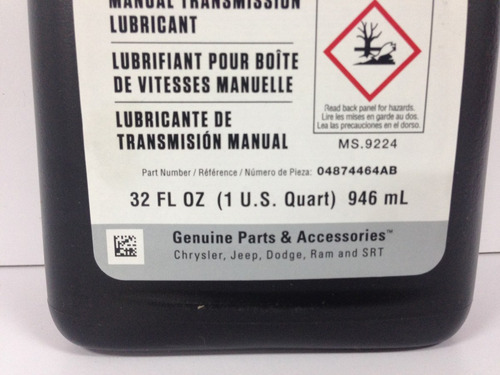 MANUAL TRANSMISSION
LUBRICANT
LUBRIFIANT POUR BOÎTE
DE VITESSES MANUELLE
LUBRICANTE DE
TRANSMISIÓN MANUAL
Read back panel for hazards.
Lire les mises en garde au dos.
Lea las precauciones en el dorso.
MS.9224
Part Number / Référence / Número de Pieza: 04874464AB
32 FL OZ (1 U.S. Quart) 946 mL
Genuine Parts & Accessories™
Chrysler, Jeep, Dodge, Ram and SRT